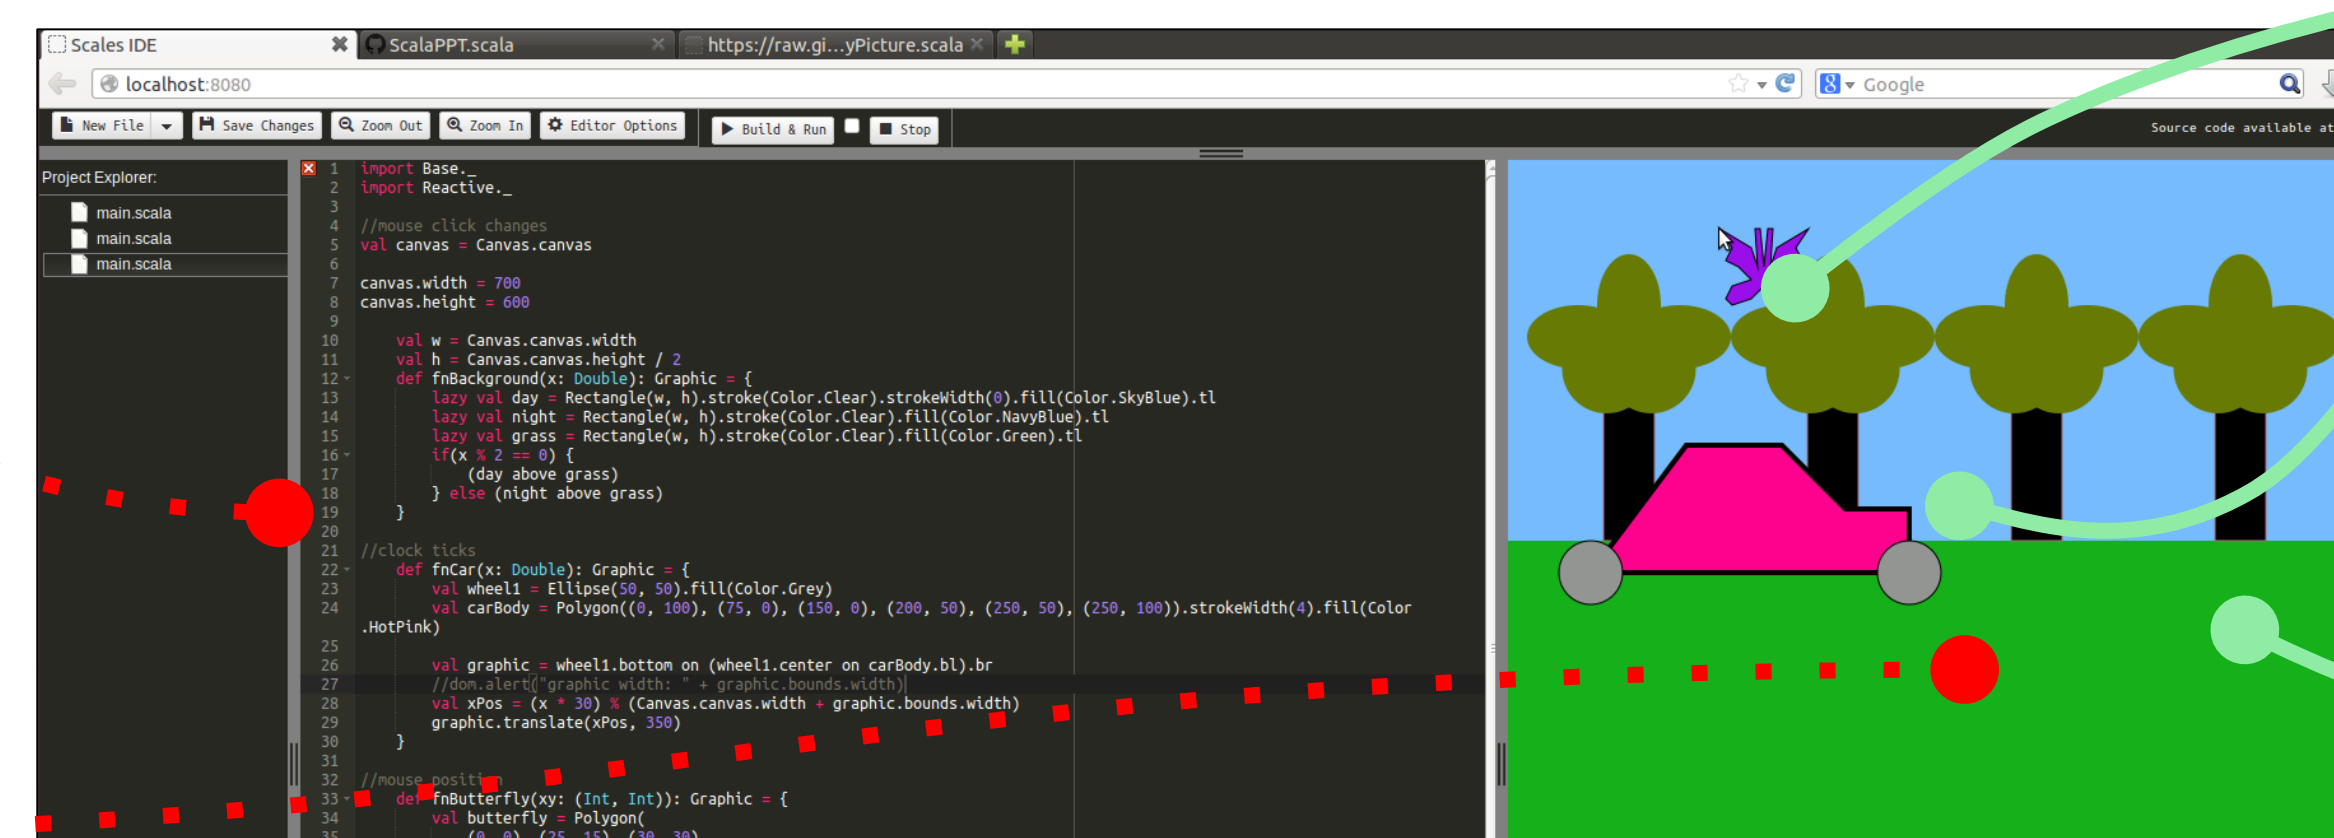 Scales IDE
ScalaPPT.scala
https://raw.gi...yPicture.scala
localhost:8080
8
Google
New File
Save Changes
Zoom Out
Zoom In
Editor Options
Build & Run
Stop
Source code available at
Project Explorer:
main.scala
main.scala
main.scala
1 import Base._
2 import Reactive._
3
4 //mouse click changes
5 val canvas = Canvas.canvas
6
7 canvas.width = 700
8 canvas.height = 600
9
10 val w = Canvas.canvas.width
11 val h = Canvas.canvas.height / 2
12 def fnBackground(x: Double): Graphic = {
13 lazy val day = Rectangle(w, h).stroke(Color.Clear).strokeWidth(0).fill(Color.SkyBlue).tl
14 lazy val night = Rectangle(w, h).stroke(Color.Clear).fill(Color.NavyBlue).tl
15 lazy val grass = Rectangle(w, h).stroke(Color.Clear).fill(Color.Green).tl
16 if(x % 2 == 0) {
17 (day above grass)
18 } else (night above grass)
19 }
20
21 //clock ticks
22 def fnCar(x: Double): Graphic = {
23 val wheel1 = Ellipse(50, 50).fill(Color.Grey)
24 val carBody = Polygon((0, 100), (75, 0), (150, 0), (200, 50), (250, 50), (250, 100)).strokeWidth(4).fill(Color
.HotPink)
25
26 val graphic = wheel1.bottom on (wheel1.center on carBody.bl).br
27 //dom.alert("graphic width: " + graphic.bounds.width)
28 val xPos = (x * 30) % (Canvas.canvas.width + graphic.bounds.width)
29 graphic.translate(xPos, 350)
30 }
31
32 //mouse position
33 def fnButterfly(xy: (Int, Int)): Graphic = {
34 val butterfly = Polygon(
35 (0, 0), (25, 15), (30, 30)